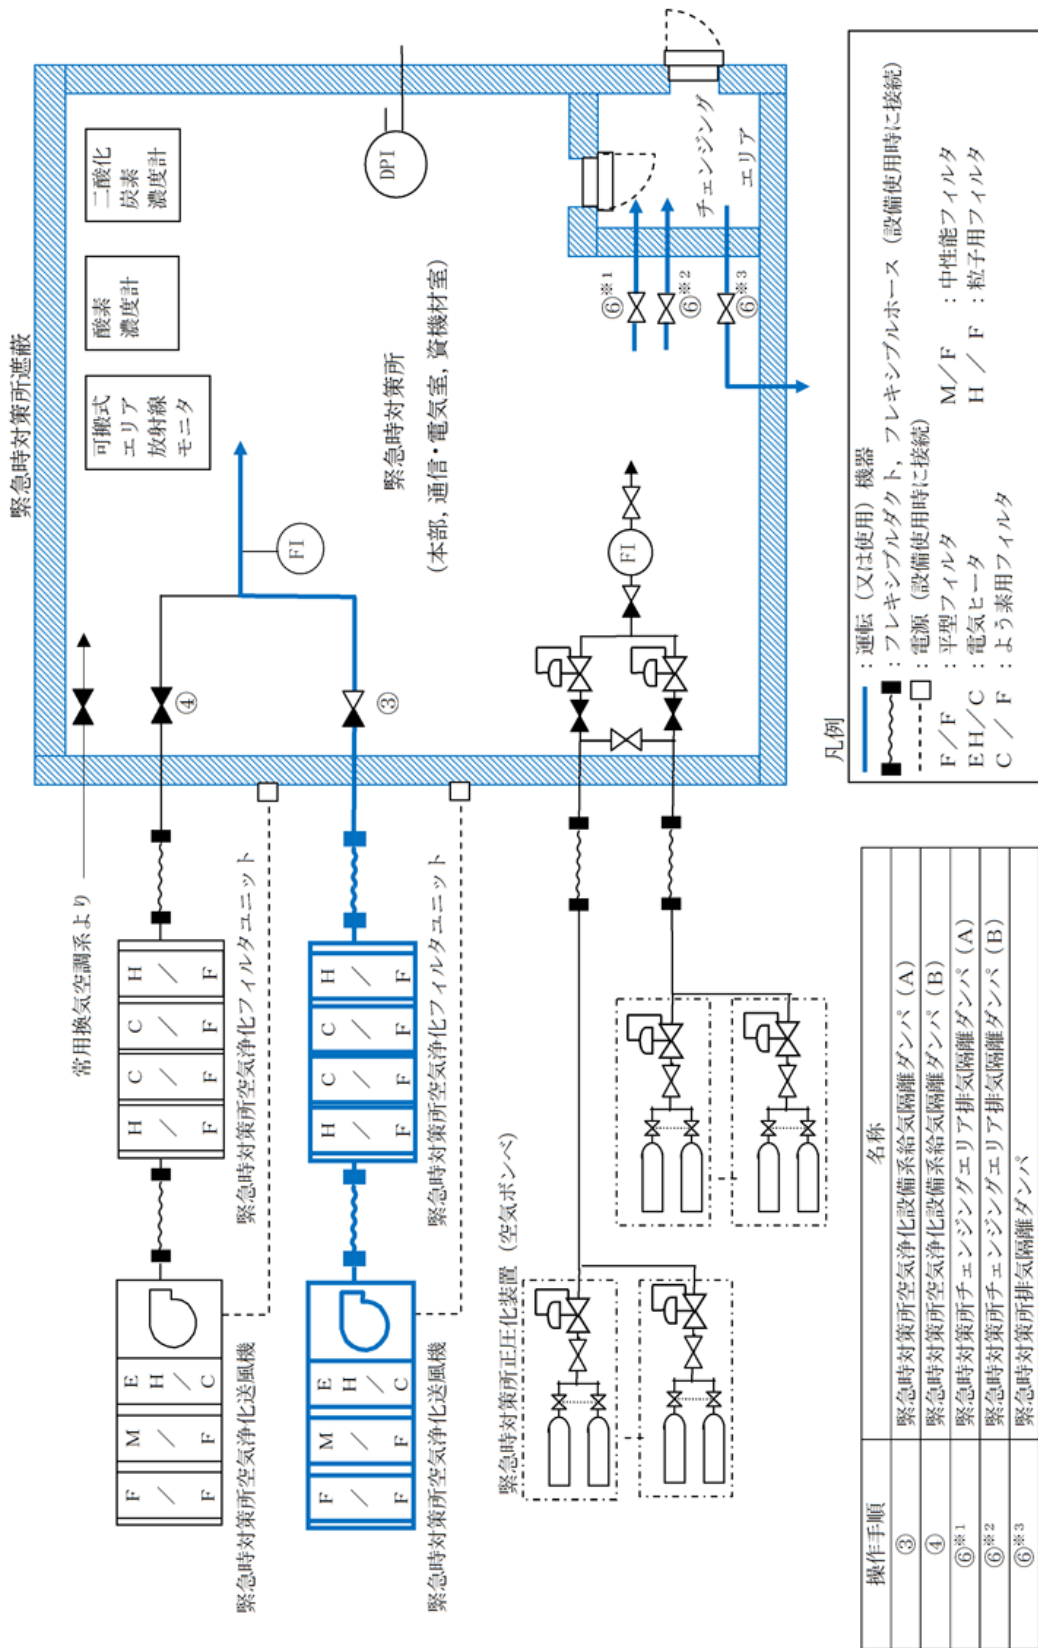 緊急時対策所遮蔽
可搬式
エリア
放射線
モニタ
酸素
濃度計
二酸化
炭素
濃度計
常用換気空調系より
④
③
FI
DPI
緊急時対策所
(本部,通信・電気室,資機材室)
チェンジング
エリア
⑥※1
⑥※2
⑥※3
FI
F/F
M/F
EH/C
H/F
C/F
C/F
H/F
緊急時対策所空気浄化送風機
緊急時対策所空気浄化フィルタユニット
F/F
M/F
EH/C
H/F
C/F
C/F
H/F
緊急時対策所空気浄化送風機
緊急時対策所空気浄化フィルタユニット
緊急時対策所正圧化装置(空気ボンベ)
操作手順 名称
③ 緊急時対策所空気浄化設備系給気隔離ダンパ(A)
④ 緊急時対策所空気浄化設備系給気隔離ダンパ(B)
⑥※1 緊急時対策所チェンジングエリア排気隔離ダンパ(A)
⑥※2 緊急時対策所チェンジングエリア排気隔離ダンパ(B)
⑥※3 緊急時対策所排気隔離ダンパ
凡例
:運転(又は使用)機器
:フレキシブルダクト,フレキシブルホース(設備使用時に接続)
:電源(設備使用時に接続)
F/F :平型フィルタ M/F :中性能フィルタ
EH/C :電気ヒータ H/F :粒子用フィルタ
C/F :よう素用フィルタ